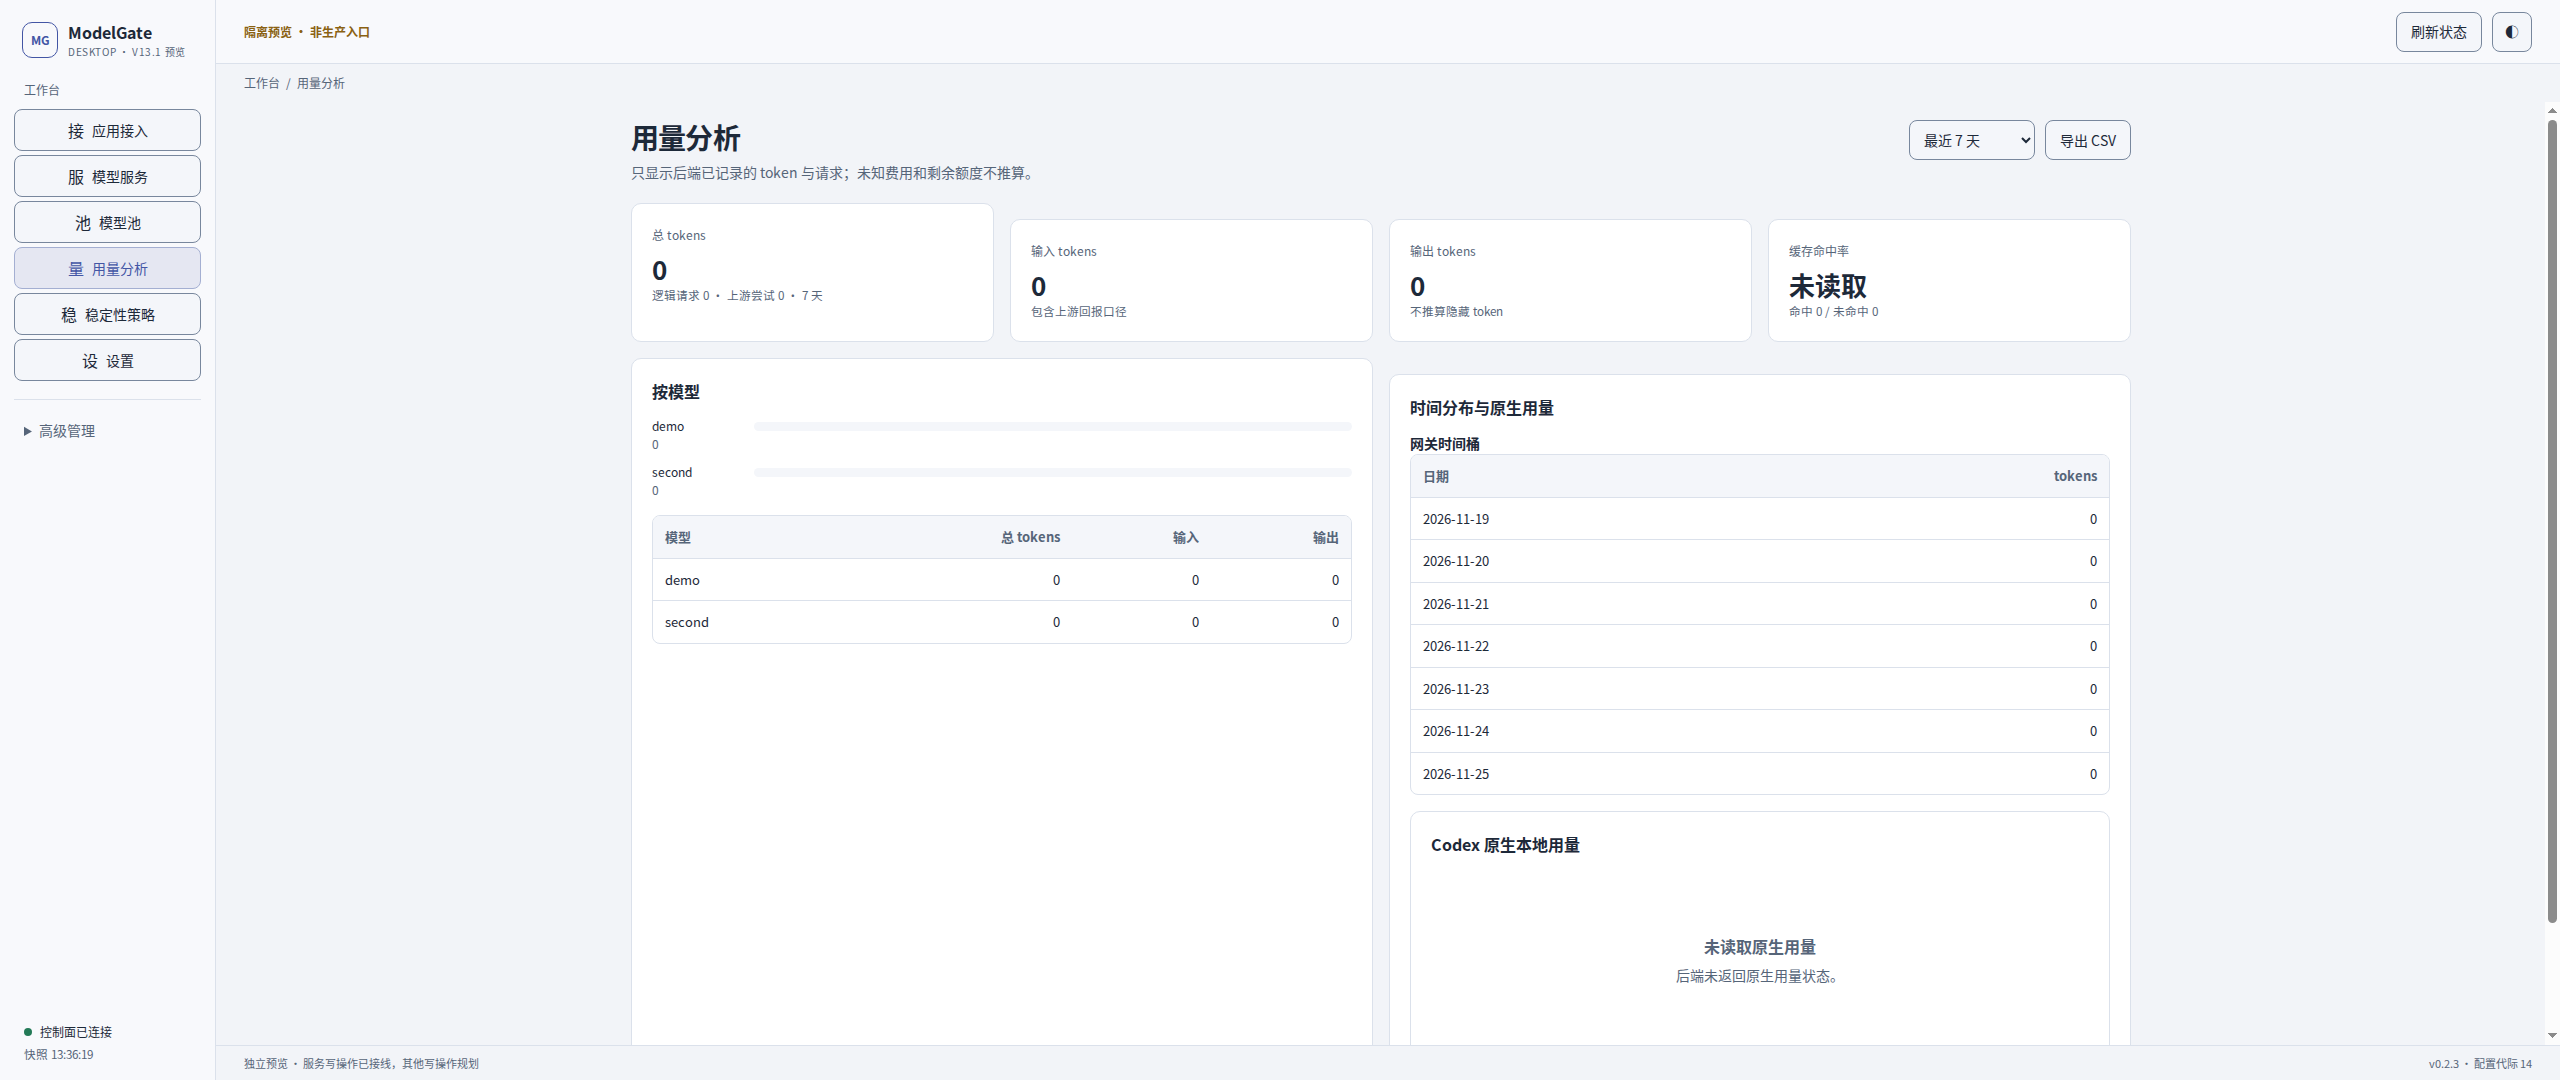 MG
ModelGate
DESKTOP · V13.1 预览
工作台
接 应用接入
服 模型服务
池 模型池
量 用量分析
稳 稳定性策略
设 设置
▶ 高级管理
控制面已连接
快照 13:36:19
隔离预览 · 非生产入口
刷新状态
工作台 / 用量分析
用量分析
只显示后端已记录的 token 与请求；未知费用和剩余额度不推算。
最近 7 天
导出 CSV
总 tokens
0
逻辑请求 0 · 上游尝试 0 · 7 天
输入 tokens
0
包含上游回报口径
输出 tokens
0
不推算隐藏 token
缓存命中率
未读取
命中 0 / 未命中 0
按模型
demo
0
second
0
模型 总 tokens 输入 输出
demo 0 0 0
second 0 0 0
时间分布与原生用量
网关时间桶
日期 tokens
2026-11-19 0
2026-11-20 0
2026-11-21 0
2026-11-22 0
2026-11-23 0
2026-11-24 0
2026-11-25 0
Codex 原生本地用量
未读取原生用量
后端未返回原生用量状态。
独立预览 · 服务写操作已接线，其他写操作规划
v0.2.3 · 配置代际 14